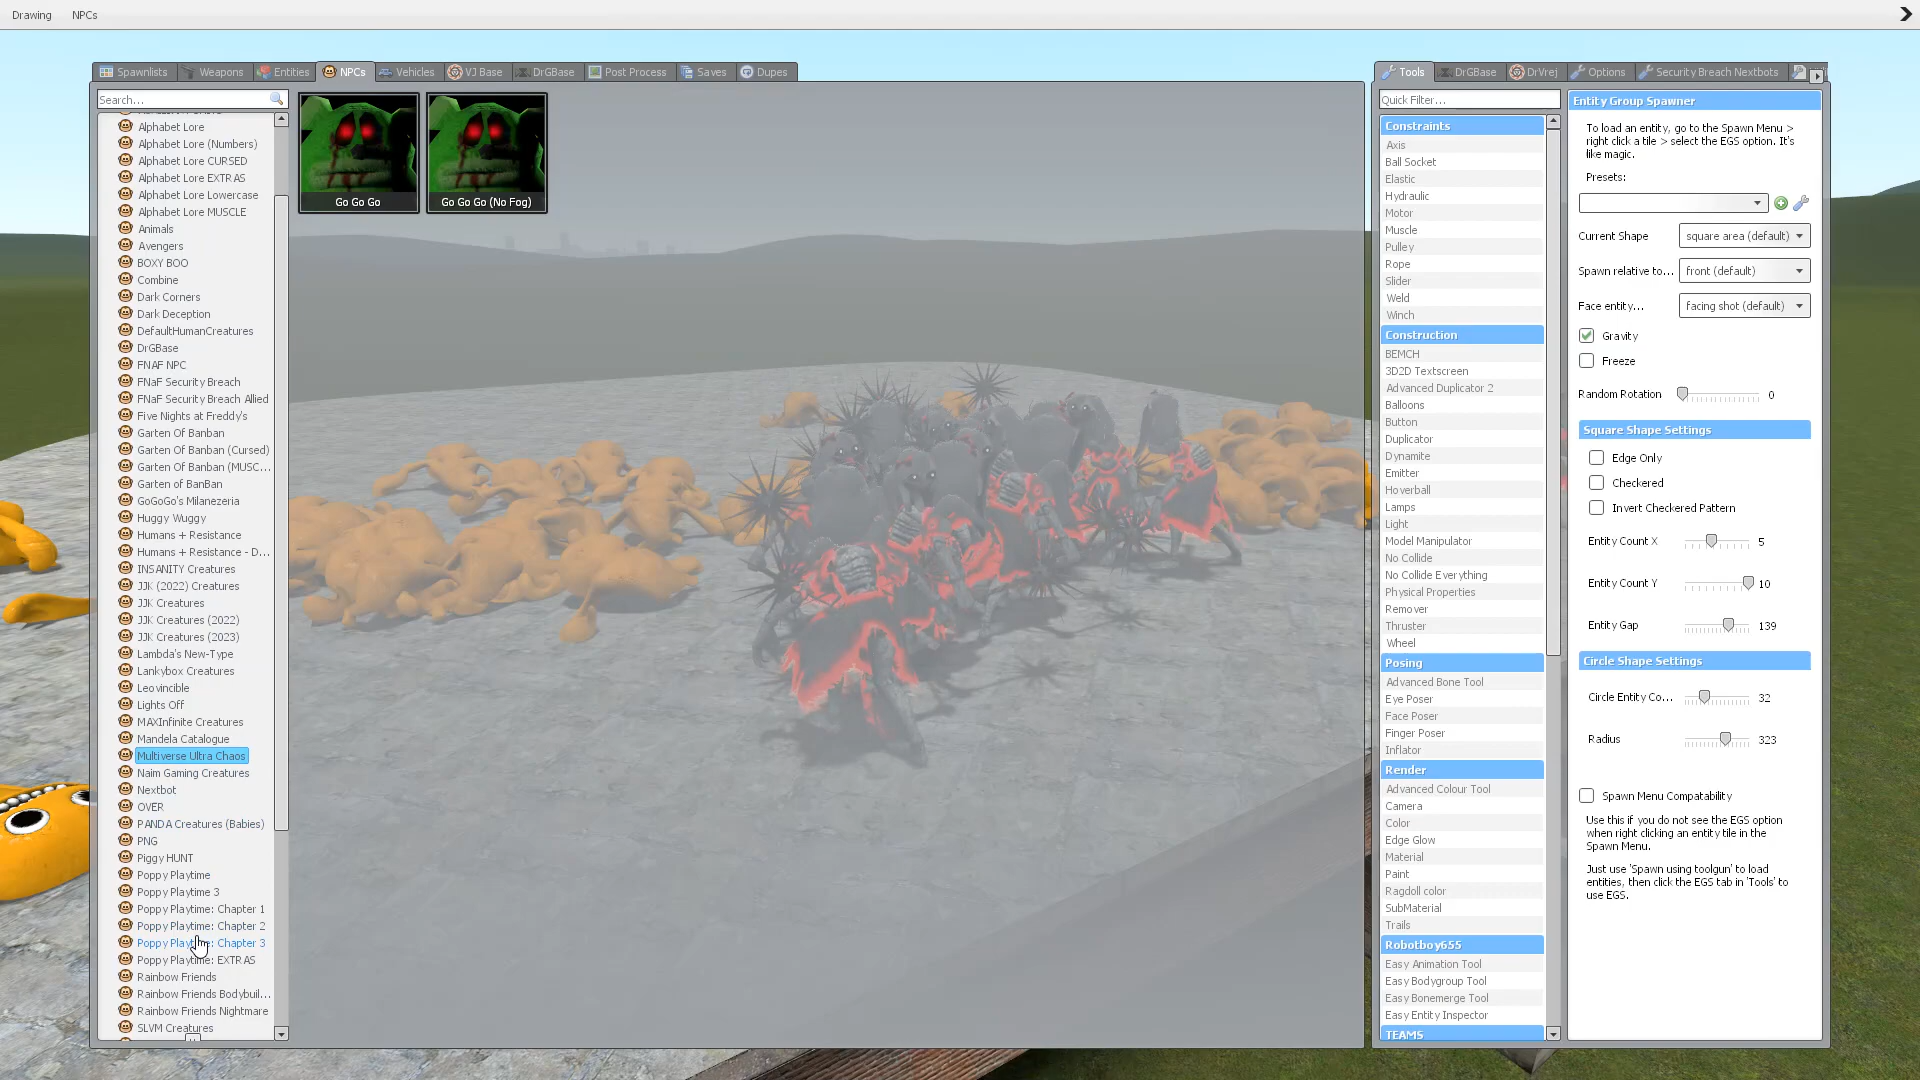 Drawing NPCs
Spawnlists Weapons Entities NPCs Vehicles VJ Base DrGBase Post Process Saves Dupes
Search...
Alphabet Lore
Alphabet Lore (Numbers)
Alphabet Lore CURSED
Alphabet Lore EXTRAS
Alphabet Lore Lowercase
Alphabet Lore MUSCLE
Animals
Avengers
BOXY BOO
Combine
Dark Corners
Dark Deception
DefaultHumanCreatures
DrGBase
FNAF NPC
FNaF Security Breach
FNaF Security Breach Allied
Five Nights at Freddy's
Garten Of Banban
Garten Of Banban (Cursed)
Garten Of Banban (MUSC...
Garten of BanBan
GoGoGo's Milanezeria
Huggy Wuggy
Humans + Resistance
Humans + Resistance - D...
INSANITY Creatures
JJK (2022) Creatures
JJK Creatures
JJK Creatures (2022)
JJK Creatures (2023)
Lambda's New-Type
Lankybox Creatures
Leovincible
Lights Off
MAXInfinite Creatures
Mandela Catalogue
Multiverse Ultra Chaos
Naim Gaming Creatures
Nextbot
OVER
PANDA Creatures (Babies)
PNG
Piggy HUNT
Poppy Playtime
Poppy Playtime 3
Poppy Playtime: Chapter 1
Poppy Playtime: Chapter 2
Poppy Playtime: Chapter 3
Poppy Playtime: EXTRAS
Rainbow Friends
Rainbow Friends Bodybuil...
Rainbow Friends Nightmare
SLVM Creatures
Go Go Go
Go Go Go (No Fog)
Tools DrGBase DrVrej Options Security Breach Nextbots
Quick Filter...
Constraints
Axis
Ball Socket
Elastic
Hydraulic
Motor
Muscle
Pulley
Rope
Slider
Weld
Winch
Construction
BEMCH
3D2D Textscreen
Advanced Duplicator 2
Balloons
Button
Duplicator
Dynamite
Emitter
Hoverball
Lamps
Light
Model Manipulator
No Collide
No Collide Everything
Physical Properties
Remover
Thruster
Wheel
Posing
Advanced Bone Tool
Eye Poser
Face Poser
Finger Poser
Inflator
Render
Advanced Colour Tool
Camera
Color
Edge Glow
Material
Paint
Ragdoll color
SubMaterial
Trails
Robotboy655
Easy Animation Tool
Easy Bodygroup Tool
Easy Bonemerge Tool
Easy Entity Inspector
TEAMS
Entity Group Spawner
To load an entity, go to the Spawn Menu >
right click a tile > select the EGS option. It's
like magic.
Presets:
Current Shape square area (default)
Spawn relative to... front (default)
Face entity... facing shot (default)
Gravity
Freeze
Random Rotation 0
Square Shape Settings
Edge Only
Checkered
Invert Checkered Pattern
Entity Count X 5
Entity Count Y 10
Entity Gap 139
Circle Shape Settings
Circle Entity Co... 32
Radius 323
Spawn Menu Compatability
Use this if you do not see the EGS option
when right clicking an entity tile in the
Spawn Menu.
Just use 'Spawn using toolgun' to load
entities, then click the EGS tab in 'Tools' to
use EGS.